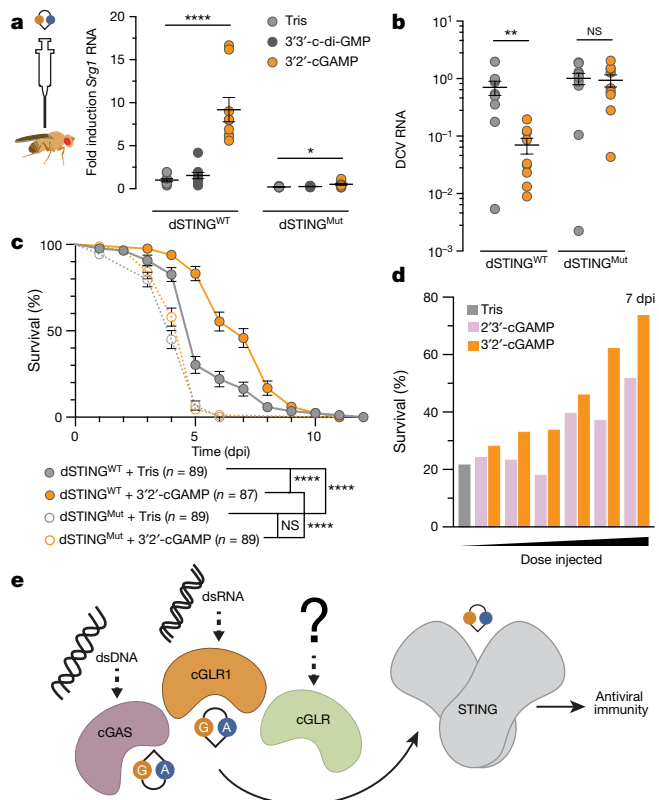 a
Fold induction Srg1 RNA
20
15
10
5
0
****
*
Tris
3′3′-c-di-GMP
3′2′-cGAMP
dSTINGWT
dSTINGMut
b
DCV RNA
101
100
10–1
10–2
10–3
**
NS
dSTINGWT
dSTINGMut
c
Survival (%)
100
50
0
0
5
10
Time (dpi)
dSTINGWT + Tris (n = 89)
dSTINGWT + 3′2′-cGAMP (n = 87)
dSTINGMut + Tris (n = 89)
dSTINGMut + 3′2′-cGAMP (n = 89)
****
****
NS
****
d
7 dpi
Tris
2′3′-cGAMP
3′2′-cGAMP
Survival (%)
80
60
40
20
0
Dose injected
e
dsDNA
dsRNA
?
cGAS
cGLR1
cGLR
G A
G A
STING
Antiviral
immunity